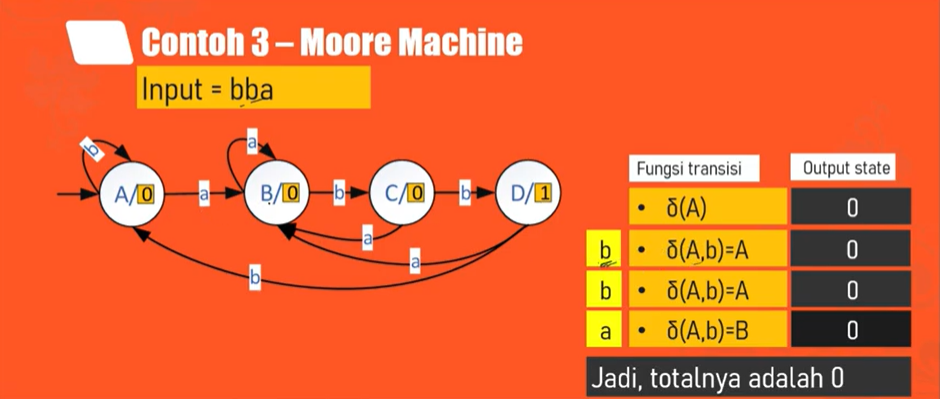 Contoh 3 – Moore Machine
Input = bba
b
a
A/0
a
B/0
b
C/0
b
D/1
a
a
b
Fungsi transisi
Output state
• δ(A)
0
b
• δ(A,b)=A
0
b
• δ(A,b)=A
0
a
• δ(A,b)=B
0
Jadi, totalnya adalah 0